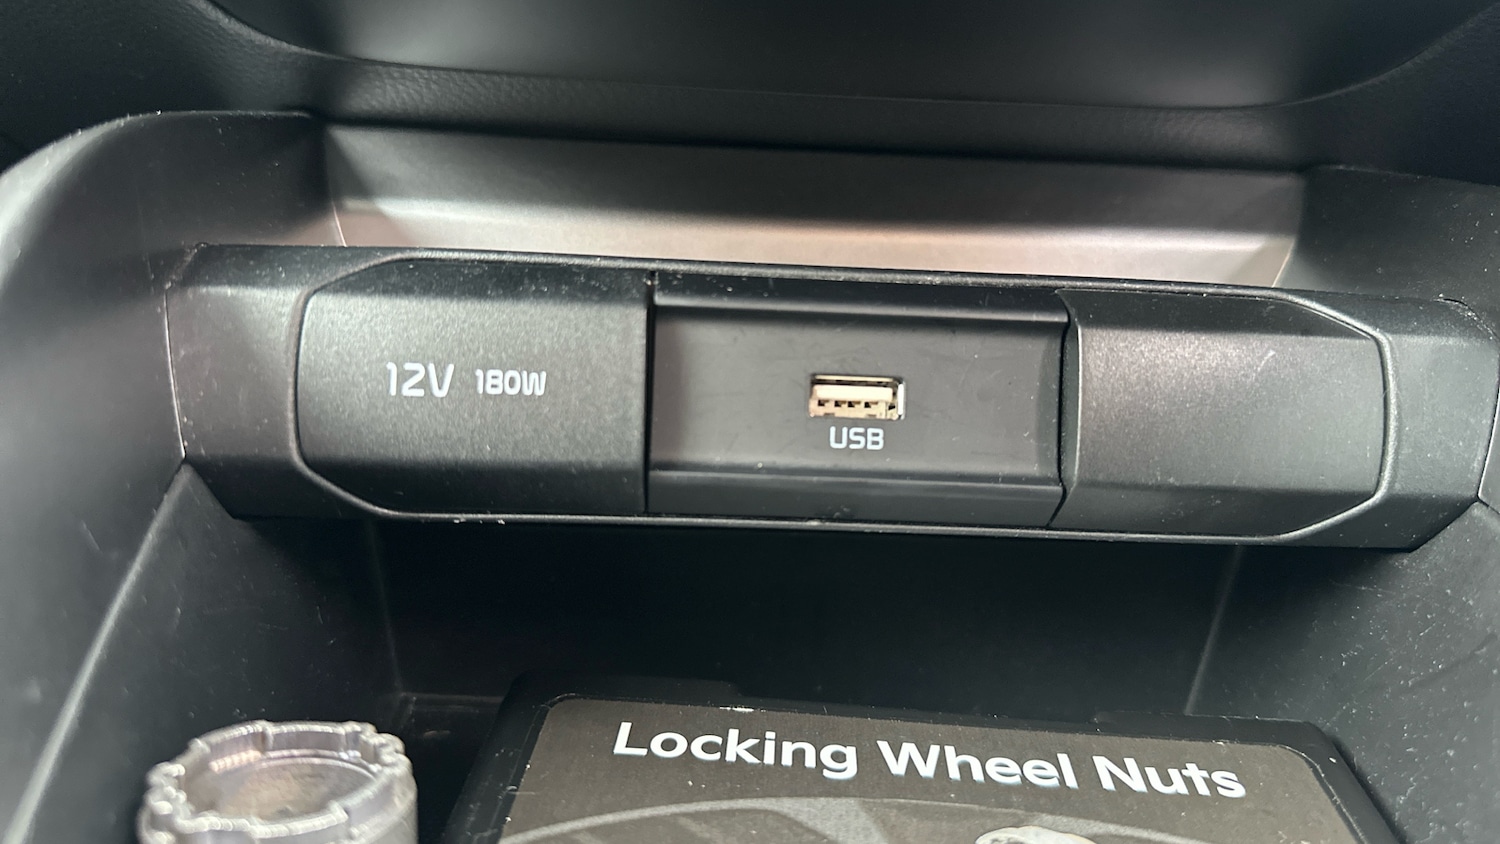 12V 180W
USB
Locking Wheel Nuts